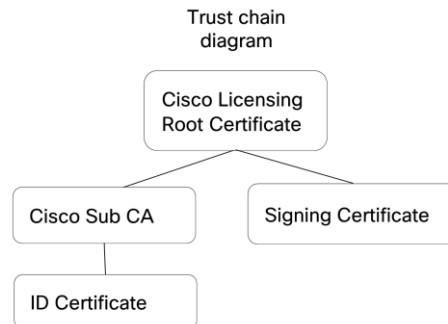 Trust chain
diagram
Cisco Licensing
Root Certificate
Cisco Sub CA
Signing Certificate
ID Certificate